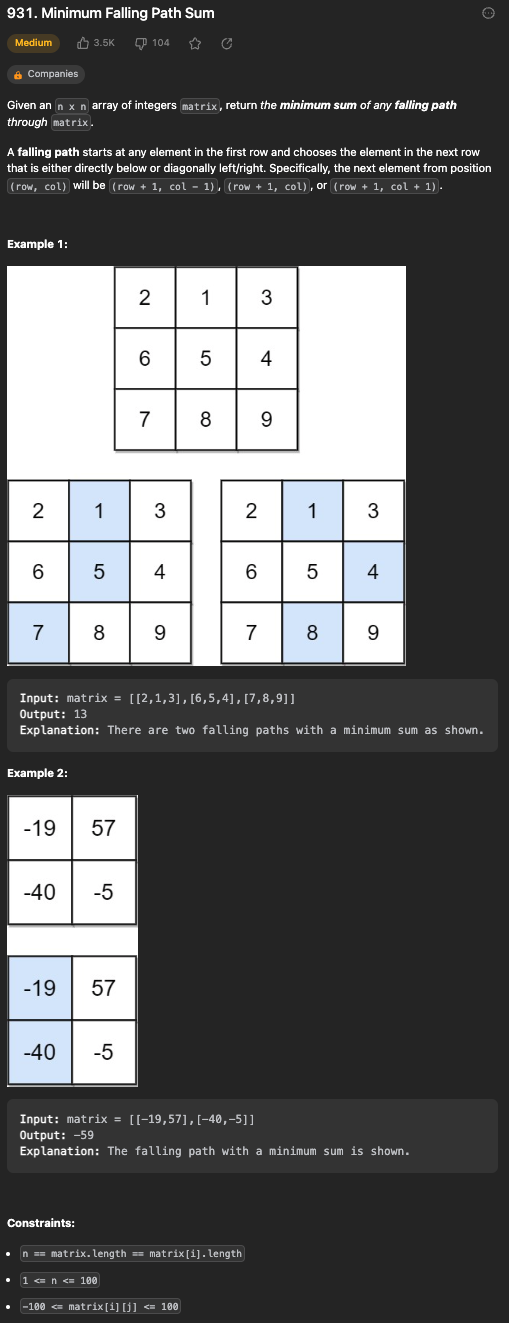 931. Minimum Falling Path Sum
Medium 3.5K 104
Companies
Given an n x n array of integers matrix, return the minimum sum of any falling path
through matrix.
A falling path starts at any element in the first row and chooses the element in the next row
that is either directly below or diagonally left/right. Specifically, the next element from position
(row, col) will be (row + 1, col - 1), (row + 1, col), or (row + 1, col + 1).
Example 1:
2 1 3
6 5 4
7 8 9
2 1 3 2 1 3
6 5 4 6 5 4
7 8 9 7 8 9
Input: matrix = [[2,1,3],[6,5,4],[7,8,9]]
Output: 13
Explanation: There are two falling paths with a minimum sum as shown.
Example 2:
-19 57
-40 -5
-19 57
-40 -5
Input: matrix = [[-19,57],[-40,-5]]
Output: -59
Explanation: The falling path with a minimum sum is shown.
Constraints:
• n == matrix.length == matrix[i].length
• 1 <= n <= 100
• -100 <= matrix[i][j] <= 100